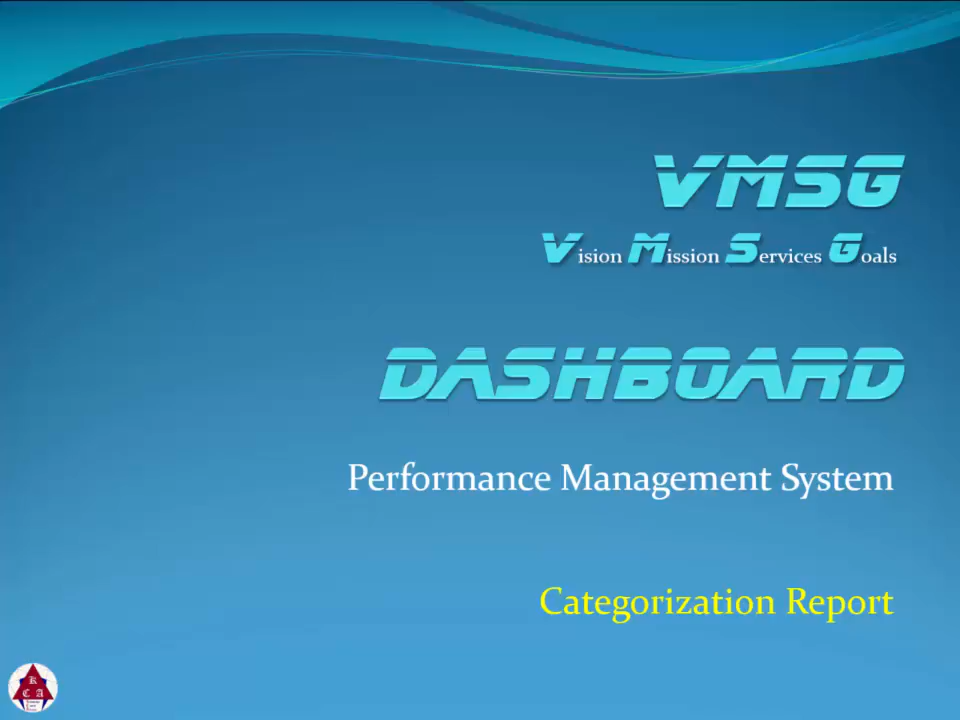 VMSG
Vision Mission Services Goals
DASHBOARD
Performance Management System
Categorization Report
K
C A